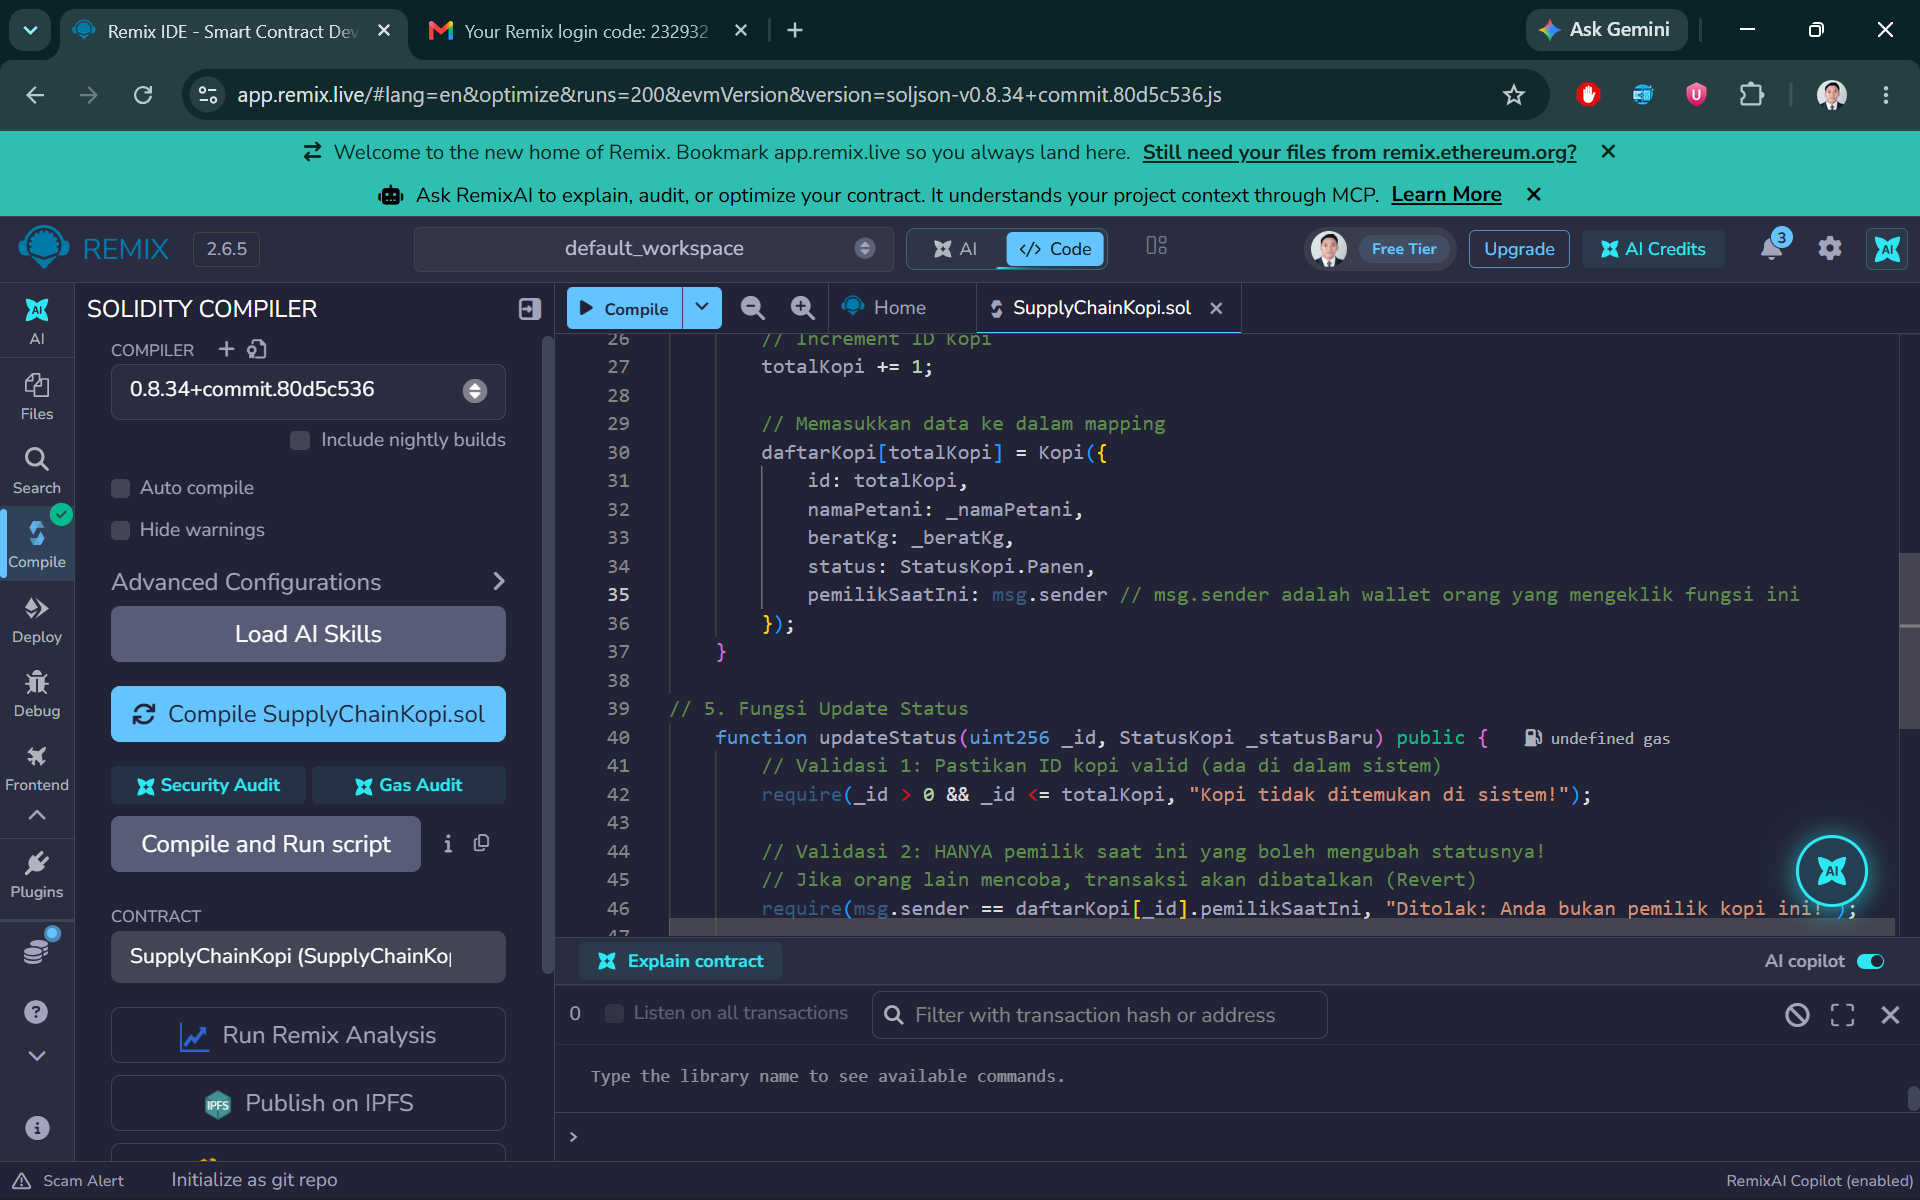 Remix IDE - Smart Contract Dev
Your Remix login code: 232932
Ask Gemini
app.remix.live/#lang=en&optimize&runs=200&evmVersion&version=soljson-v0.8.34+commit.80d5c536.js
Welcome to the new home of Remix. Bookmark app.remix.live so you always land here. Still need your files from remix.ethereum.org?
Ask RemixAI to explain, audit, or optimize your contract. It understands your project context through MCP. Learn More
REMIX
2.6.5
default_workspace
AI
</> Code
Free Tier
Upgrade
AI Credits
3
AI
AI
AI
Files
Search
Compile
Deploy
Debug
Frontend
Plugins
SOLIDITY COMPILER
COMPILER
0.8.34+commit.80d5c536
Include nightly builds
Auto compile
Hide warnings
Advanced Configurations
Load AI Skills
Compile SupplyChainKopi.sol
Security Audit
Gas Audit
Compile and Run script
CONTRACT
SupplyChainKopi (SupplyChainKop
Run Remix Analysis
IPFS
Publish on IPFS
Compile
Home
SupplyChainKopi.sol
26 // Increment ID Kopi
27 totalKopi += 1;
28
29 // Memasukkan data ke dalam mapping
30 daftarKopi[totalKopi] = Kopi({
31 id: totalKopi,
32 namaPetani: _namaPetani,
33 beratKg: _beratKg,
34 status: StatusKopi.Panen,
35 pemilikSaatIni: msg.sender // msg.sender adalah wallet orang yang mengeklik fungsi ini
36 });
37 }
38
39 // 5. Fungsi Update Status
40 function updateStatus(uint256 _id, StatusKopi _statusBaru) public { undefined gas
41 // Validasi 1: Pastikan ID kopi valid (ada di dalam sistem)
42 require(_id > 0 && _id <= totalKopi, "Kopi tidak ditemukan di sistem!");
43
44 // Validasi 2: HANYA pemilik saat ini yang boleh mengubah statusnya!
45 // Jika orang lain mencoba, transaksi akan dibatalkan (Revert)
46 require(msg.sender == daftarKopi[_id].pemilikSaatIni, "Ditolak: Anda bukan pemilik kopi ini!");
47
AI
Explain contract
AI copilot
0
Listen on all transactions
Filter with transaction hash or address
Type the library name to see available commands.
>
Scam Alert
Initialize as git repo
RemixAI Copilot (enabled)